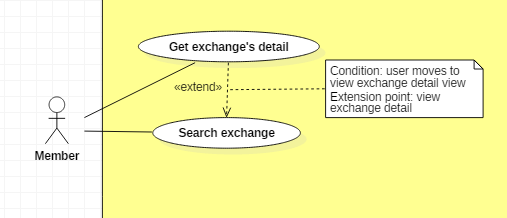 Get exchange's detail
«extend»
Condition: user moves to
view exchange detail view
Extension point: view
exchange detail
Search exchange
Member